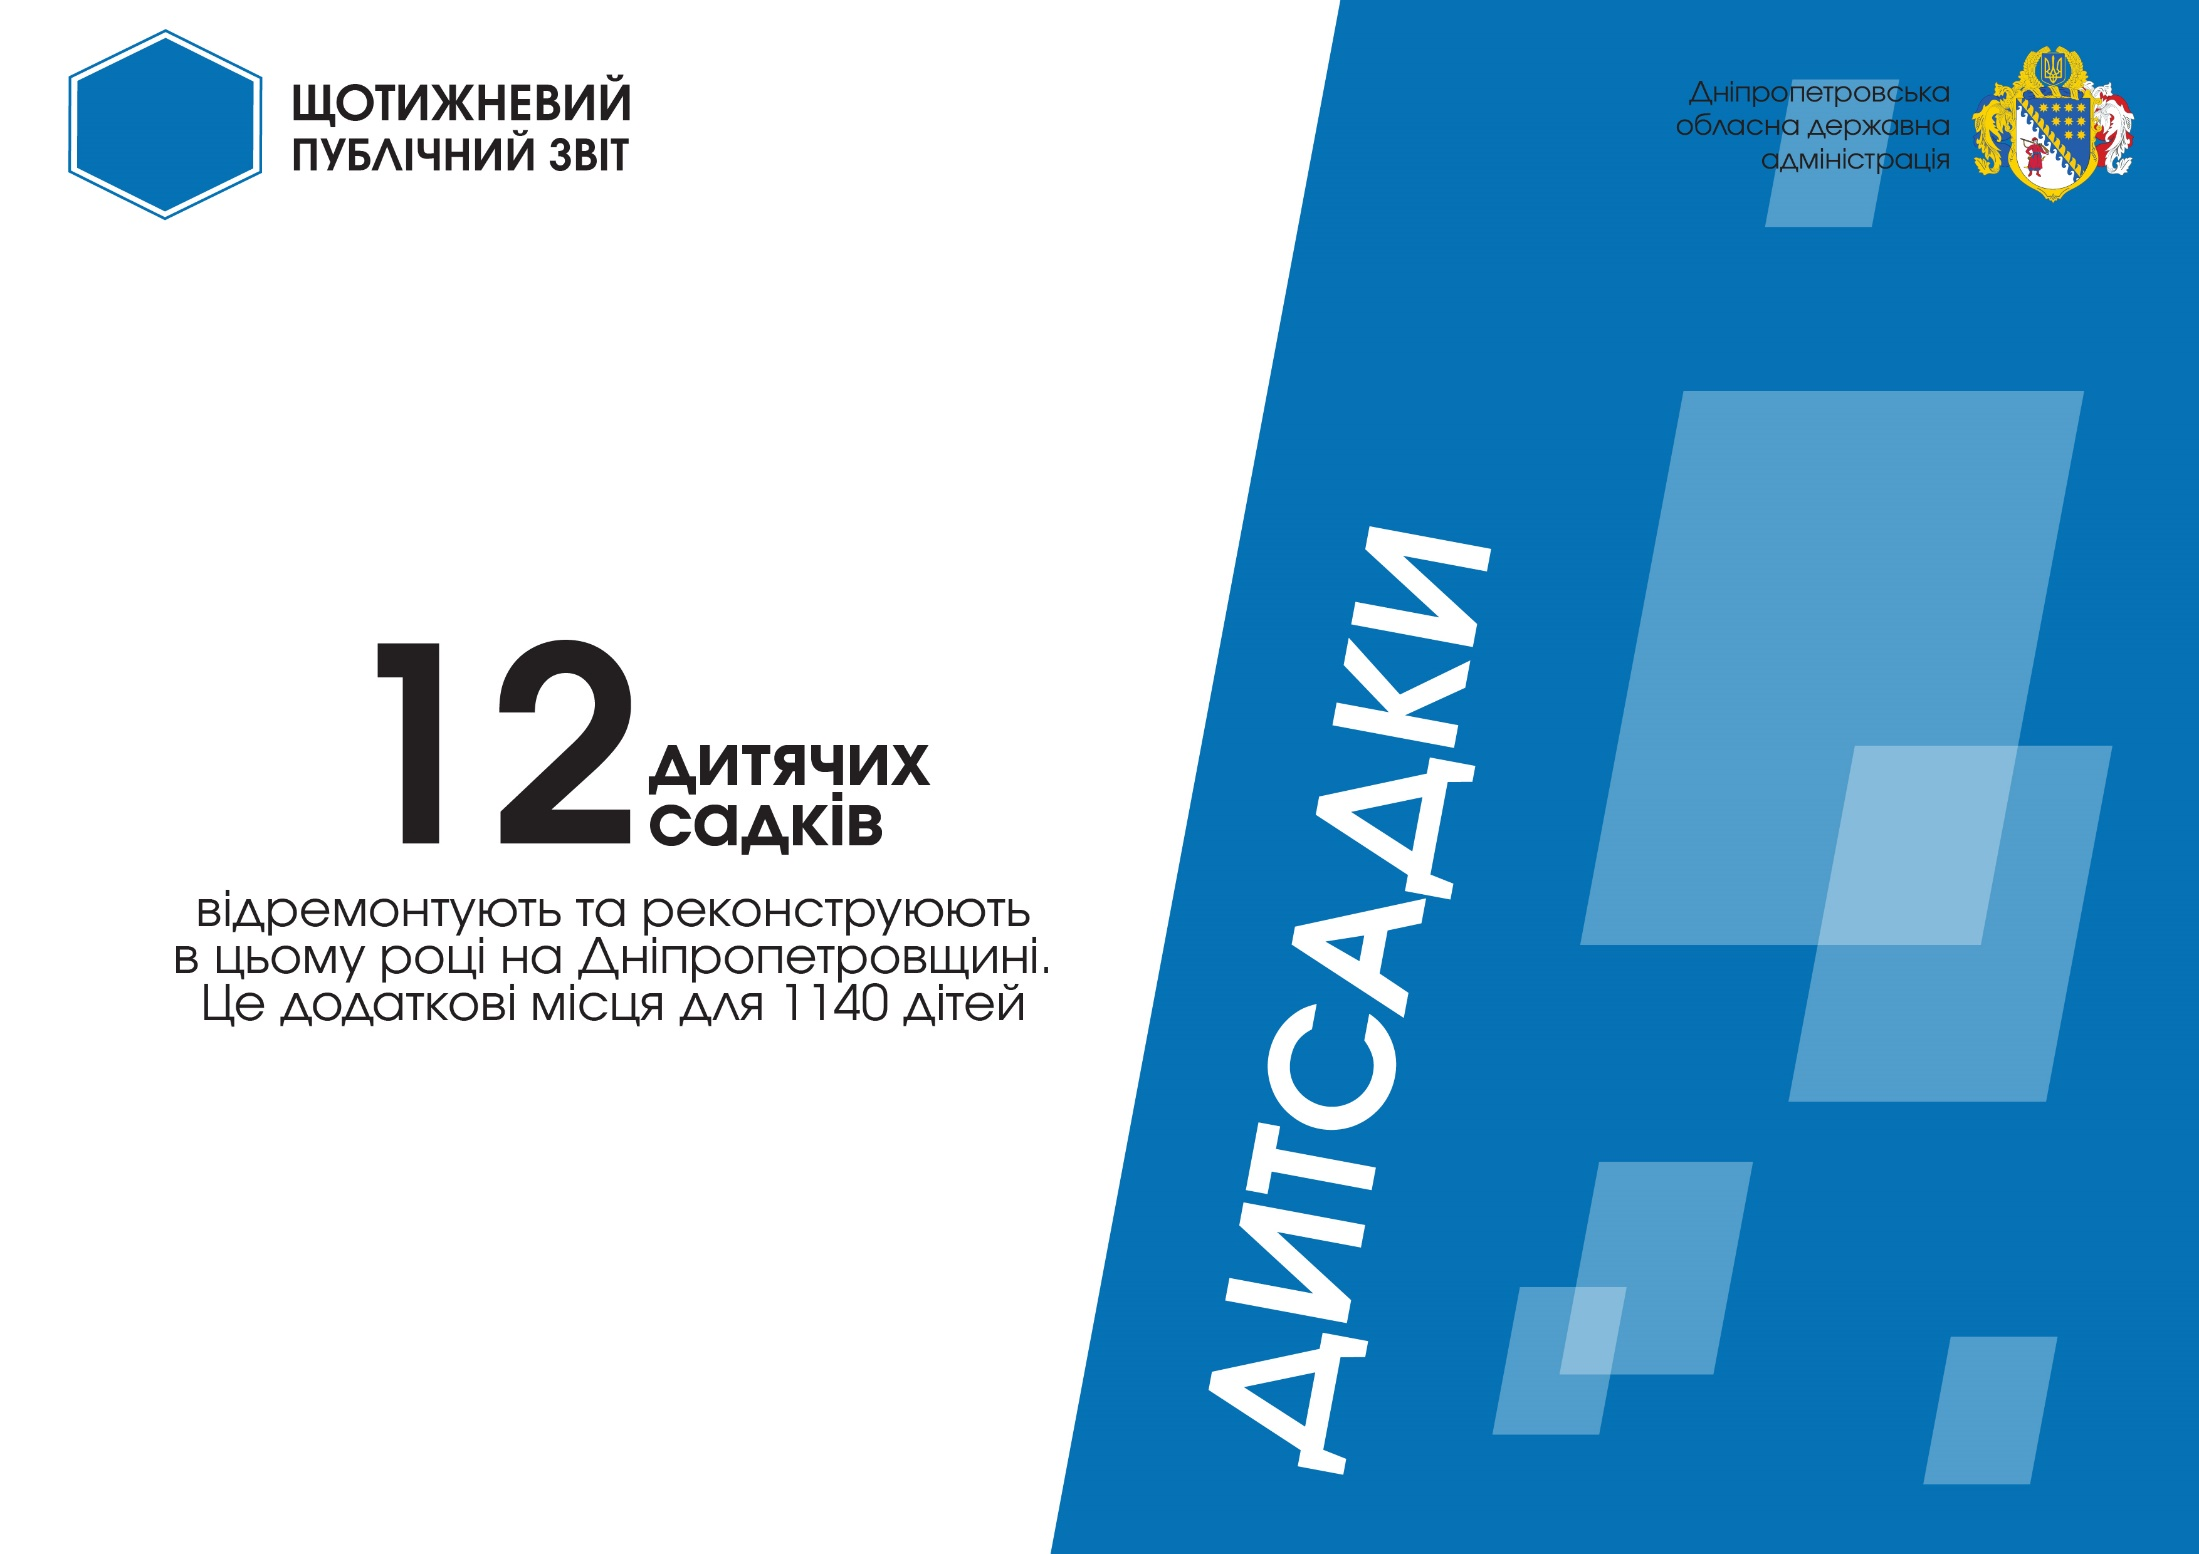 ЩОТИЖНЕВИЙ
ПУБЛІЧНИЙ ЗВІТ
Дніпропетровська
обласна державна
адміністрація
12
дитячих
садків
відремонтують та реконструюють
в цьому році на Дніпропетровщині.
Це додаткові місця для 1140 дітей
ДИТСАДКИ